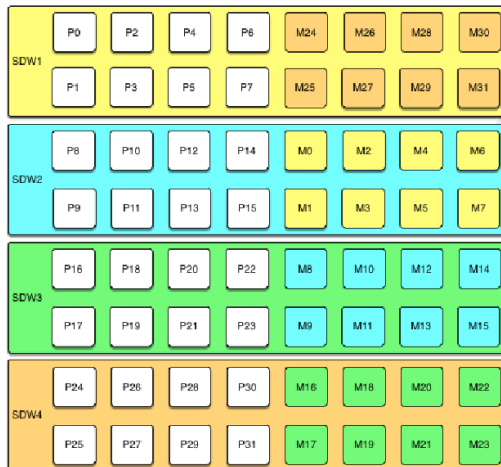 P0 P2 P4 P6 M24 M26 M28 M30
SDW1
P1 P3 P5 P7 M25 M27 M29 M31
P8 P10 P12 P14 M0 M2 M4 M6
SDW2
P9 P11 P13 P15 M1 M3 M5 M7
P16 P18 P20 P22 M8 M10 M12 M14
SDW3
P17 P19 P21 P23 M9 M11 M13 M15
P24 P26 P28 P30 M16 M18 M20 M22
SDW4
P25 P27 P29 P31 M17 M19 M21 M23